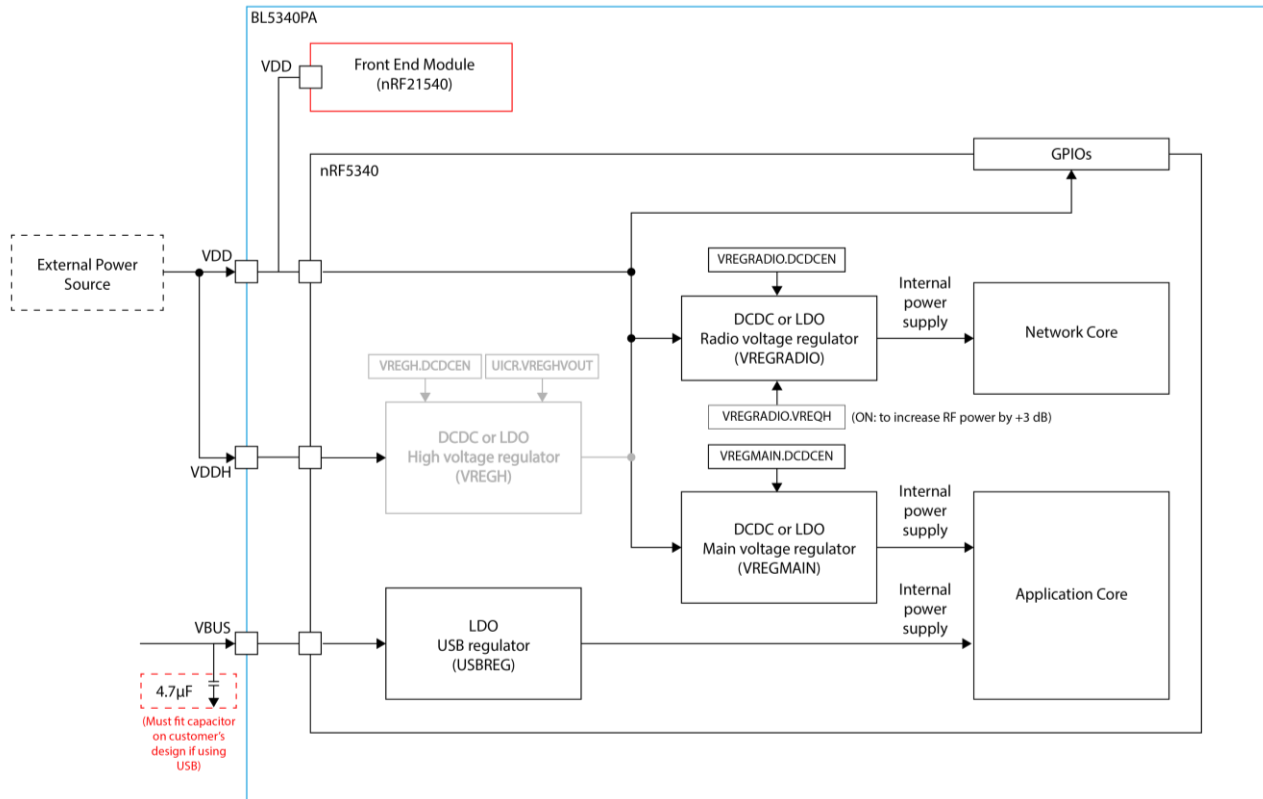 BL5340PA
VDD
Front End Module
(nRF21540)
nRF5340
GPIOs
External Power
Source
VDD
VREGRADIO.DCDCEN
DCDC or LDO
Radio voltage regulator
(VREGRADIO)
Internal
power
supply
Network Core
VREGH.DCDCEN
UICR.VREGHVOUT
VREGRADIO.VREQH
(ON: to increase RF power by +3 dB)
DCDC or LDO
High voltage regulator
(VREGH)
VDDH
VREGMAIN.DCDCEN
DCDC or LDO
Main voltage regulator
(VREGMAIN)
Internal
power
supply
Application Core
VBUS
LDO
USB regulator
(USBREG)
Internal
power
supply
4.7µF
(Must fit capacitor
on customer's
design if using
USB)